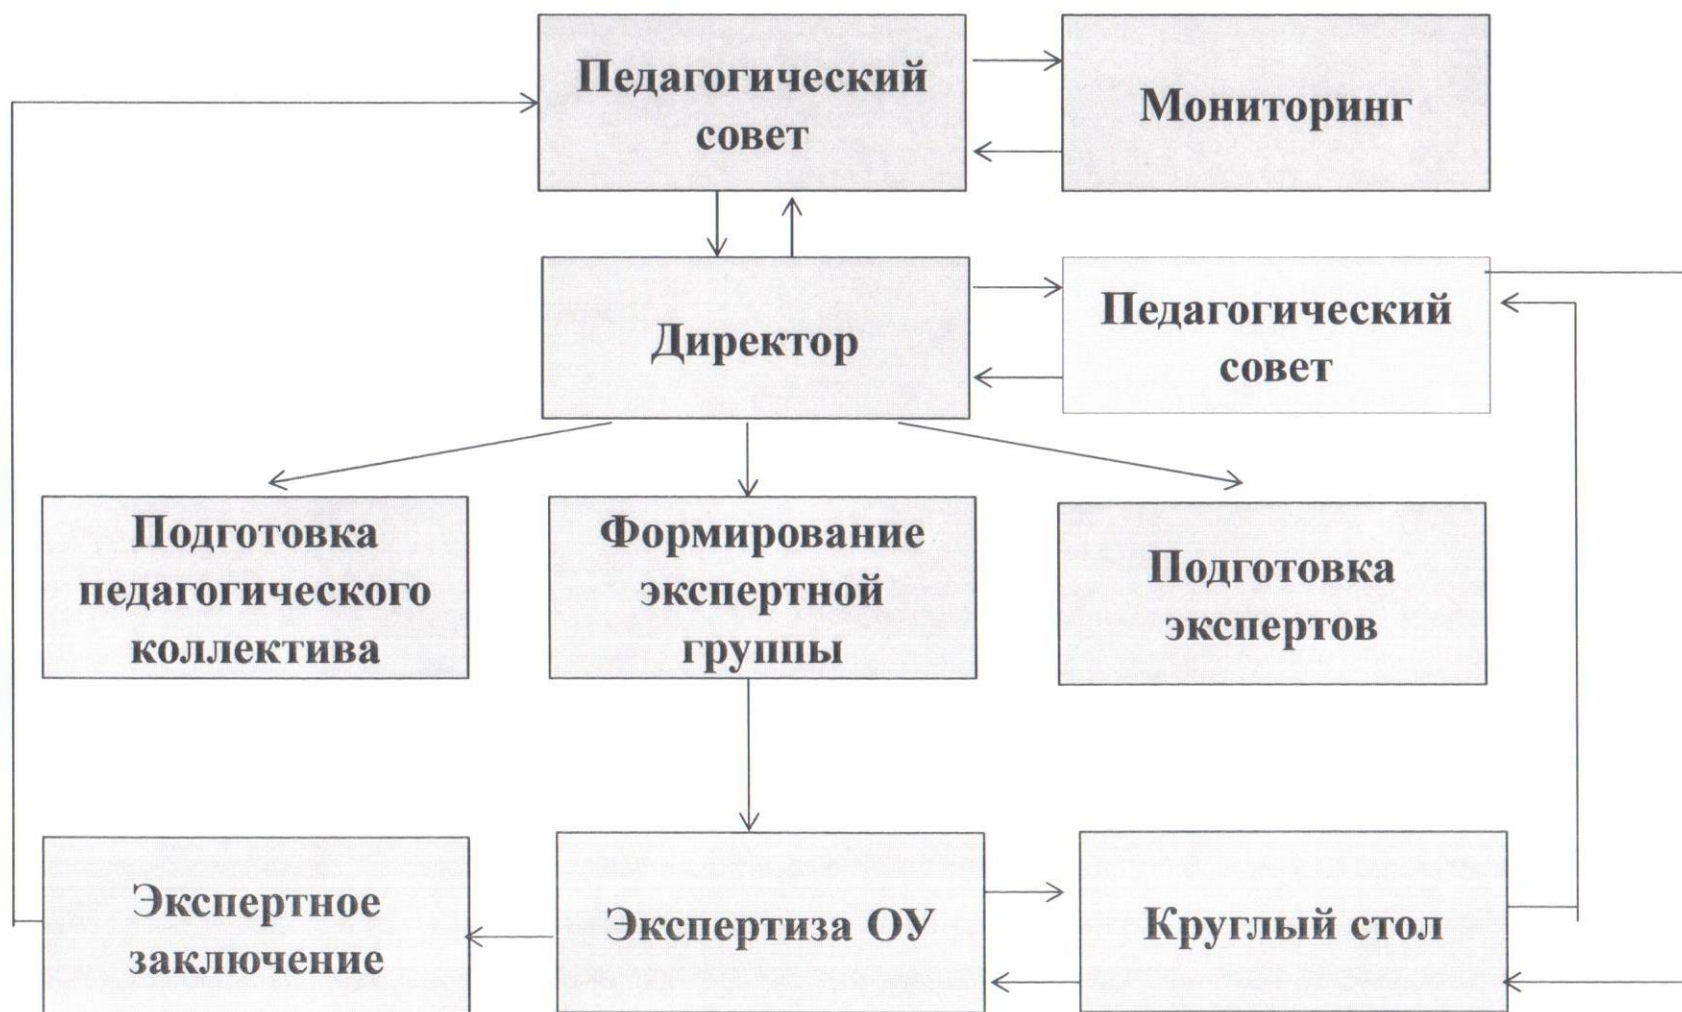 Педагогический
совет
Мониторинг
Директор
Педагогический
совет
Подготовка
педагогического
коллектива
Формирование
экспертной
группы
Подготовка
экспертов
Экспертное
заключение
Экспертиза ОУ
Круглый стол